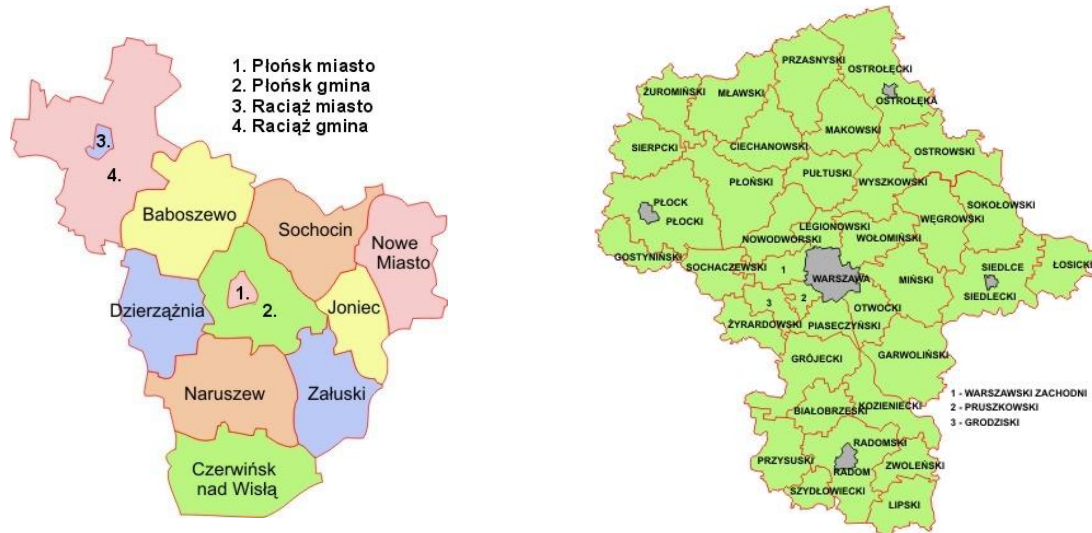 1. Płońsk miasto
2. Płońsk gmina
3. Raciąż miasto
4. Raciąż gmina
3.
4.
Baboszewo
Sochocin
Nowe
Miasto
1.
2.
Dzierzążnia
Joniec
Naruszew
Załuski
Czerwińsk
nad Wisłą
PRZASNYSKI
OSTROŁĘCKI
OSTROŁĘKA
ŻUROMIŃSKI
MŁAWSKI
MAKOWSKI
SIERPCKI
CIECHANOWSKI
OSTROWSKI
PŁOŃSKI
PUŁTUSKI
WYSZKOWSKI
PŁOCK
PŁOCKI
SOKOŁOWSKI
WĘGROWSKI
LEGIONOWSKI
NOWODWORSKI
WOŁOMIŃSKI
GOSTYNIŃSKI
SOCHACZEWSKI
1
WARSZAWA
MIŃSKI
SIEDLCE
ŁOSICKI
SIEDLECKI
2
3
OTWOCKI
ŻYRARDOWSKI
PIASECZYŃSKI
GRÓJECKI
GARWOLIŃSKI
1 - WARSZAWSKI ZACHODNI
2 - PRUSZKOWSKI
3 - GRODZISKI
BIAŁOBRZESKI
KOZIENIECKI
RADOMSKI
PRZYSUSKI
RADOM
ZWOLEŃSKI
SZYDŁOWIECKI
LIPSKI